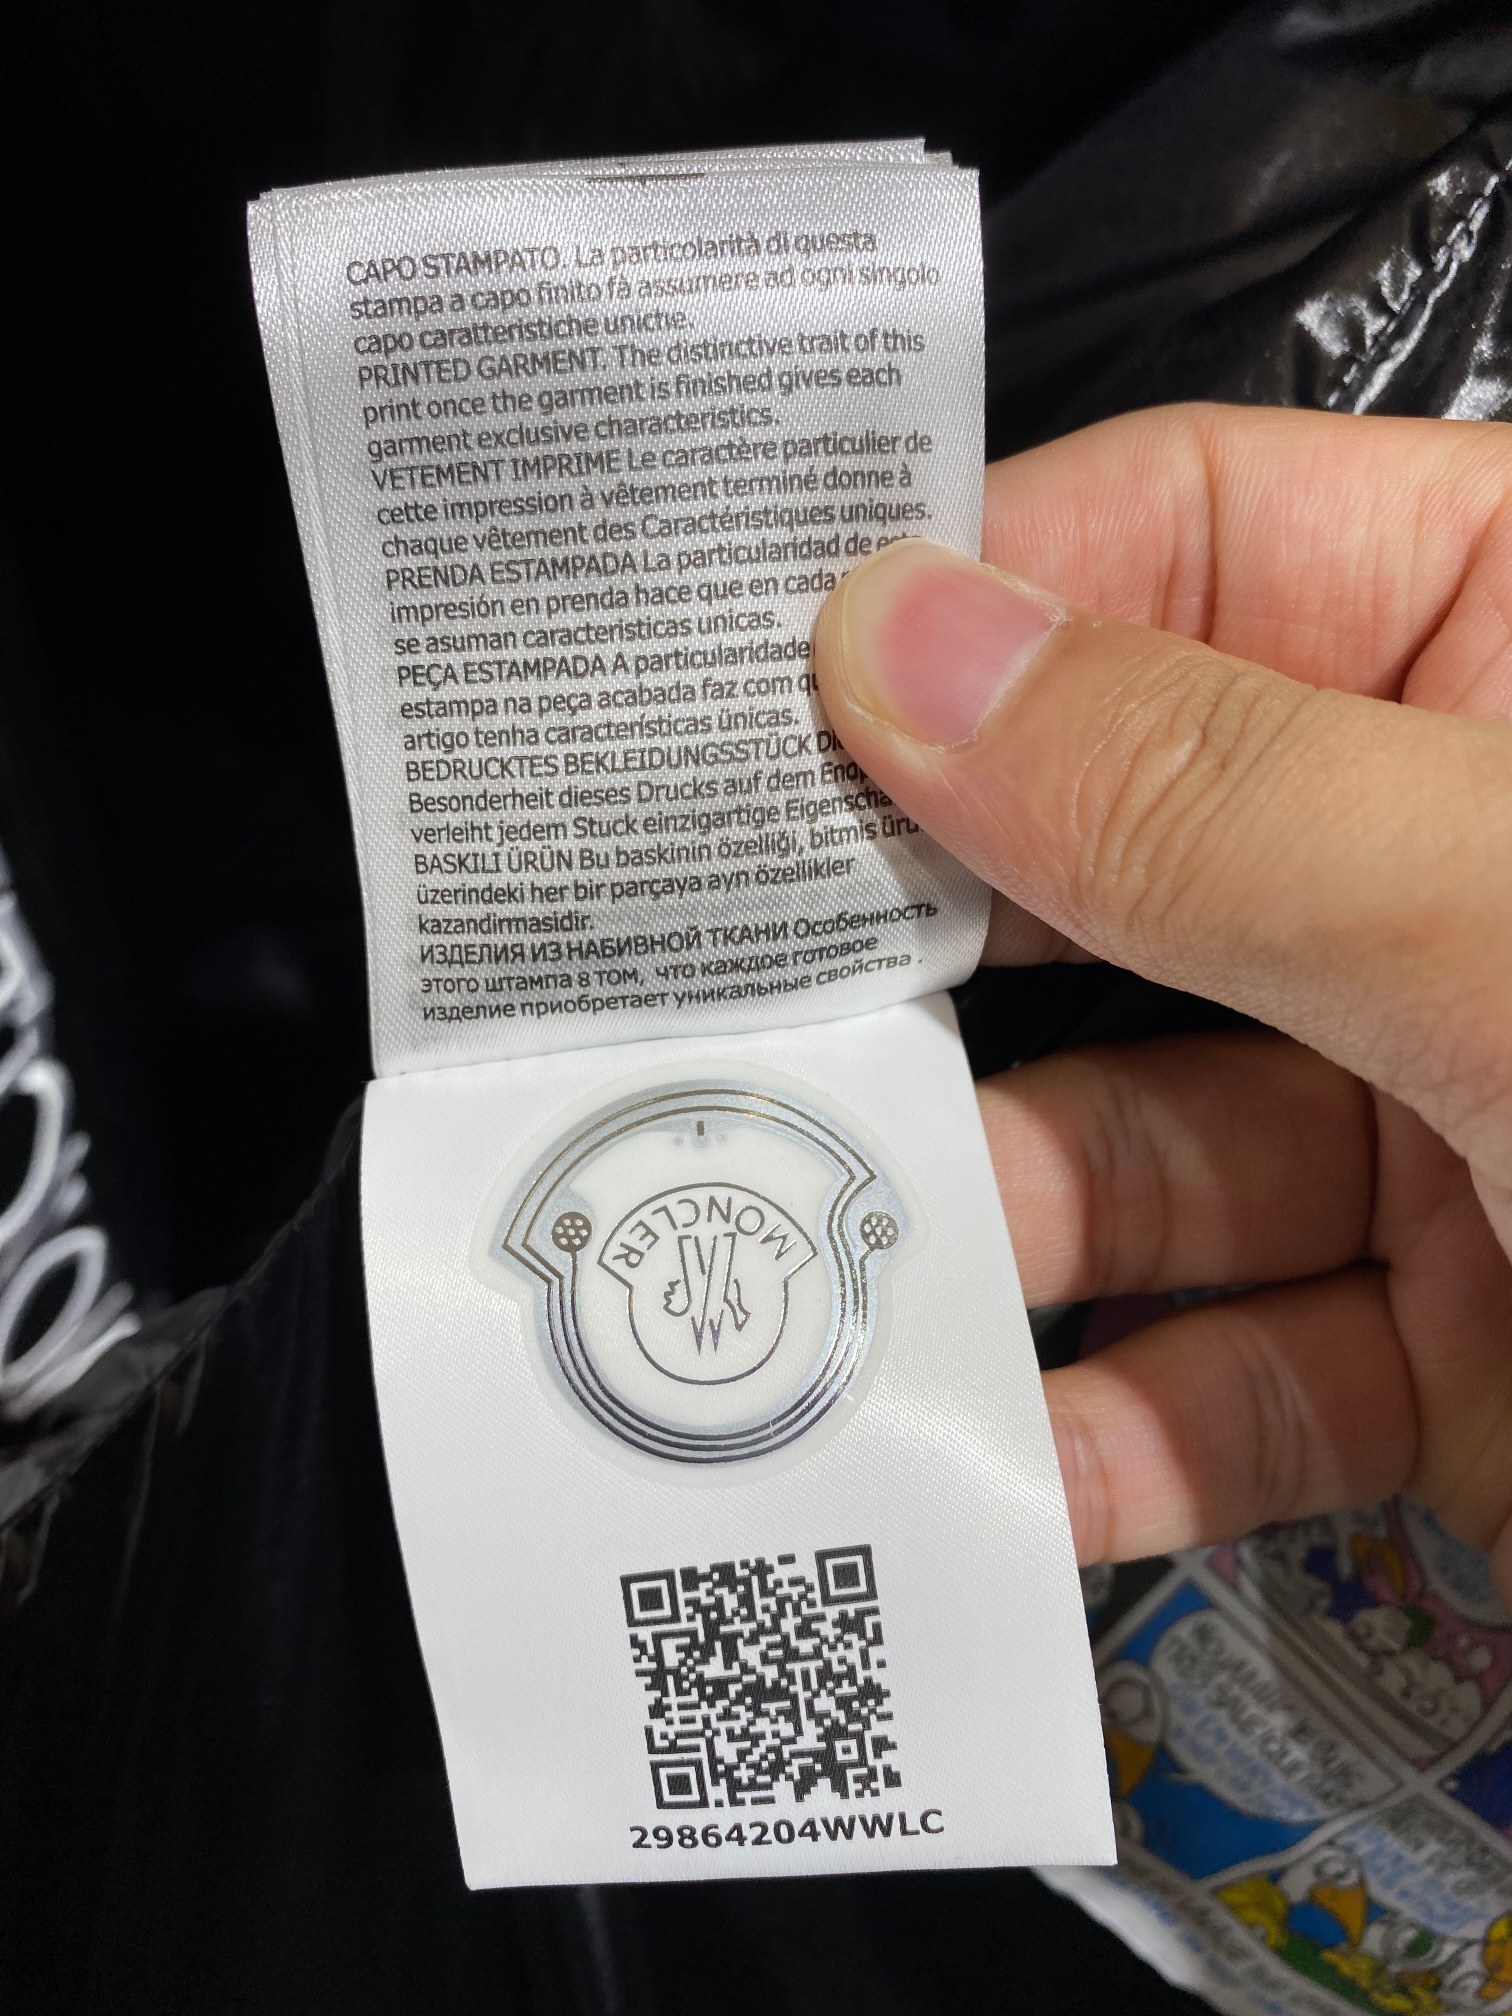 CAPO STAMPATO. La particolarità di questa
stampa a capo finito fà assumere ad ogni singolo
capo caratteristiche uniche.
PRINTED GARMENT. The distinctive trait of this
print once the garment is finished gives each
garment exclusive characteristics.
VETEMENT IMPRIME Le caractère particulier de
cette impression à vêtement terminé donne à
chaque vêtement des Caractéristiques uniques.
PRENDA ESTAMPADA La particularidad de
impresión en prenda hace que en cada
se asuman caracteristicas unicas.
PEÇA ESTAMPADA A particularidade
estampa na peça acabada faz com
artigo tenha características ünicas.
BEDRUCKTES BEKLEIDUNGSSTÜCK
Besonderheit dieses Drucks auf dem
verleiht jedem Stuck einzigartige
BASKILI ÜRÜN Bu baskinin özelliği, bitmis
üzerindeki her bir parçaya ayn özellikler
kazandirmasidir.
ИЗДЕЛИЯ ИЗ НАБИВНОЙ ТКАНИ Особенность
этого штампа 8 том, что каждое готовое
изделие приобретает уникальные свойства .
MONCLER
29864204WWLC